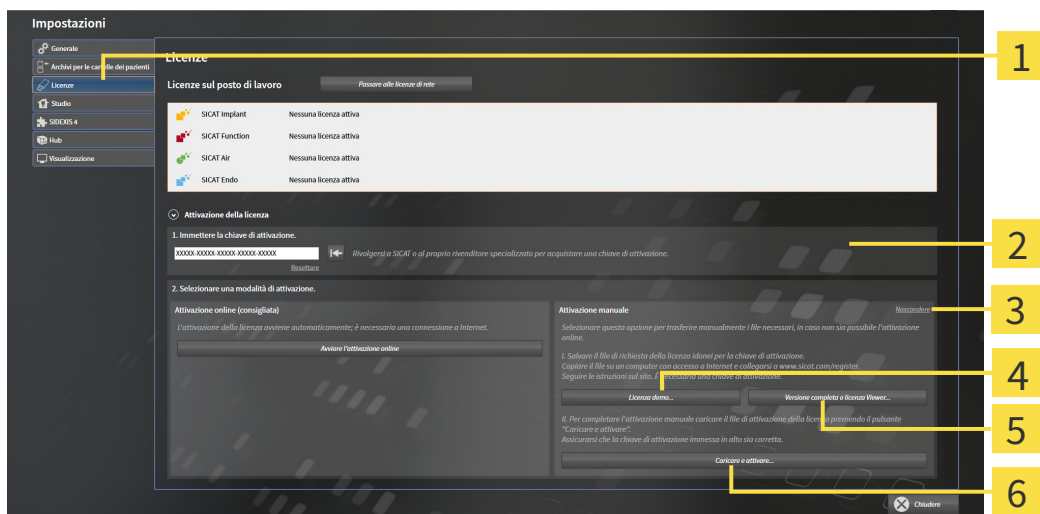 Impostazioni
Generale
Archivi per le cartelle dei pazienti
Licenze
Studio
SIDEXIS 4
Hub
Visualizzazione
Licenze
Licenze sul posto di lavoro
Passare alle licenze di rete
SICAT Implant Nessuna licenza attiva
SICAT Function Nessuna licenza attiva
SICAT Air Nessuna licenza attiva
SICAT Endo Nessuna licenza attiva
Attivazione della licenza
1. Immettere la chiave di attivazione.
XXXXX-XXXXX-XXXXX-XXXXX-XXXXX
Rivolgersi a SICAT o al proprio rivenditore specializzato per acquistare una chiave di attivazione.
Resettare
2. Selezionare una modalità di attivazione.
Attivazione online (consigliata)
L'attivazione della licenza avviene automaticamente; è necessaria una connessione a Internet.
Avviare l'attivazione online
Attivazione manuale
Nascondere
Selezionare questa opzione per trasferire manualmente i file necessari, in caso non sia possibile l'attivazione
online.
I. Salvare il file di richiesta della licenza idonei per la chiave di attivazione.
Copiare il file su un computer con accesso a Internet e collegarsi a www.sicat.com/register.
Seguire le istruzioni sul sito. È necessaria una chiave di attivazione.
Licenza demo...
Versione completa o licenza Viewer...
II. Per completare l'attivazione manuale caricare il file di attivazione della licenza premendo il pulsante
"Caricare e attivare".
Assicurarsi che la chiave di attivazione immessa in alto sia corretta.
Caricare e attivare...
Chiudere
1
2
3
4
5
6